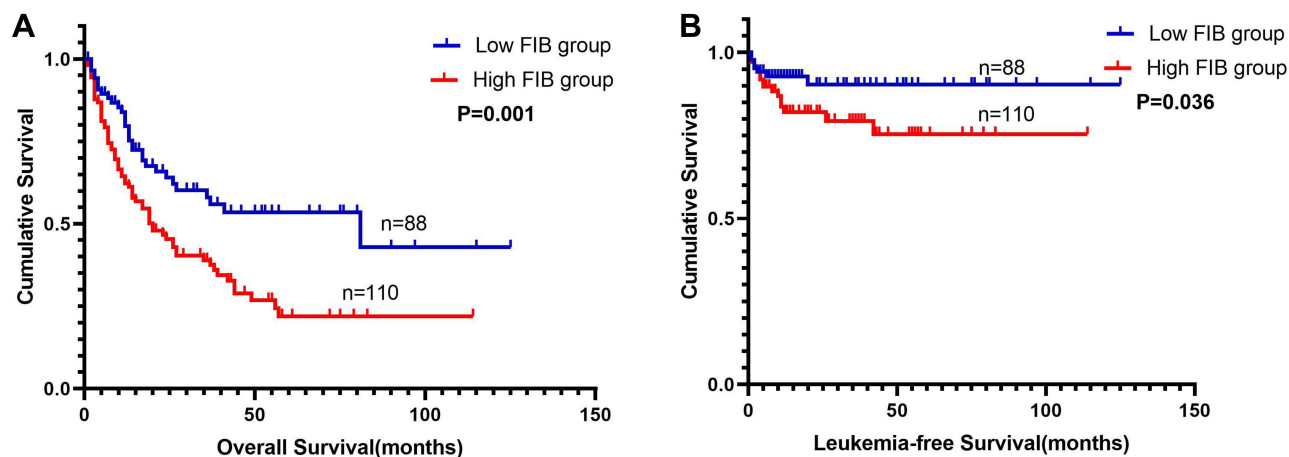 A
Low FIB group
High FIB group
P=0.001
1.0
0.5
0.0
Cumulative Survival
n=88
n=110
0 50 100 150
Overall Survival(months)
B
Low FIB group
High FIB group
P=0.036
1.0
0.5
0.0
Cumulative Survival
n=88
n=110
0 50 100 150
Leukemia-free Survival(months)